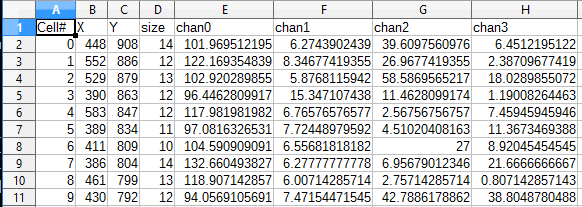 A B C D E F G H
1 Cell# X Y size chan0 chan1 chan2 chan3
2 0 448 908 14 101.969512195 6.2743902439 39.6097560976 6.4512195122
3 1 552 886 12 122.169354839 8.34677419355 26.9677419355 2.38709677419
4 2 529 879 13 102.920289855 5.8768115942 58.5869565217 18.0289855072
5 3 390 863 12 96.4462809917 15.347107438 11.4628099174 1.19008264463
6 4 583 847 12 117.981981982 6.76576576577 2.56756756757 7.45945945946
7 5 389 834 11 97.0816326531 7.72448979592 4.51020408163 11.3673469388
8 6 411 809 10 104.590909091 6.55681818182 27 8.92045454545
9 7 386 804 14 132.660493827 6.27777777778 6.95679012346 21.6666666667
10 8 461 799 13 118.907142857 6.00714285714 2.75714285714 0.807142857143
11 9 430 792 12 94.0569105691 7.47154471545 42.7886178862 38.8048780488